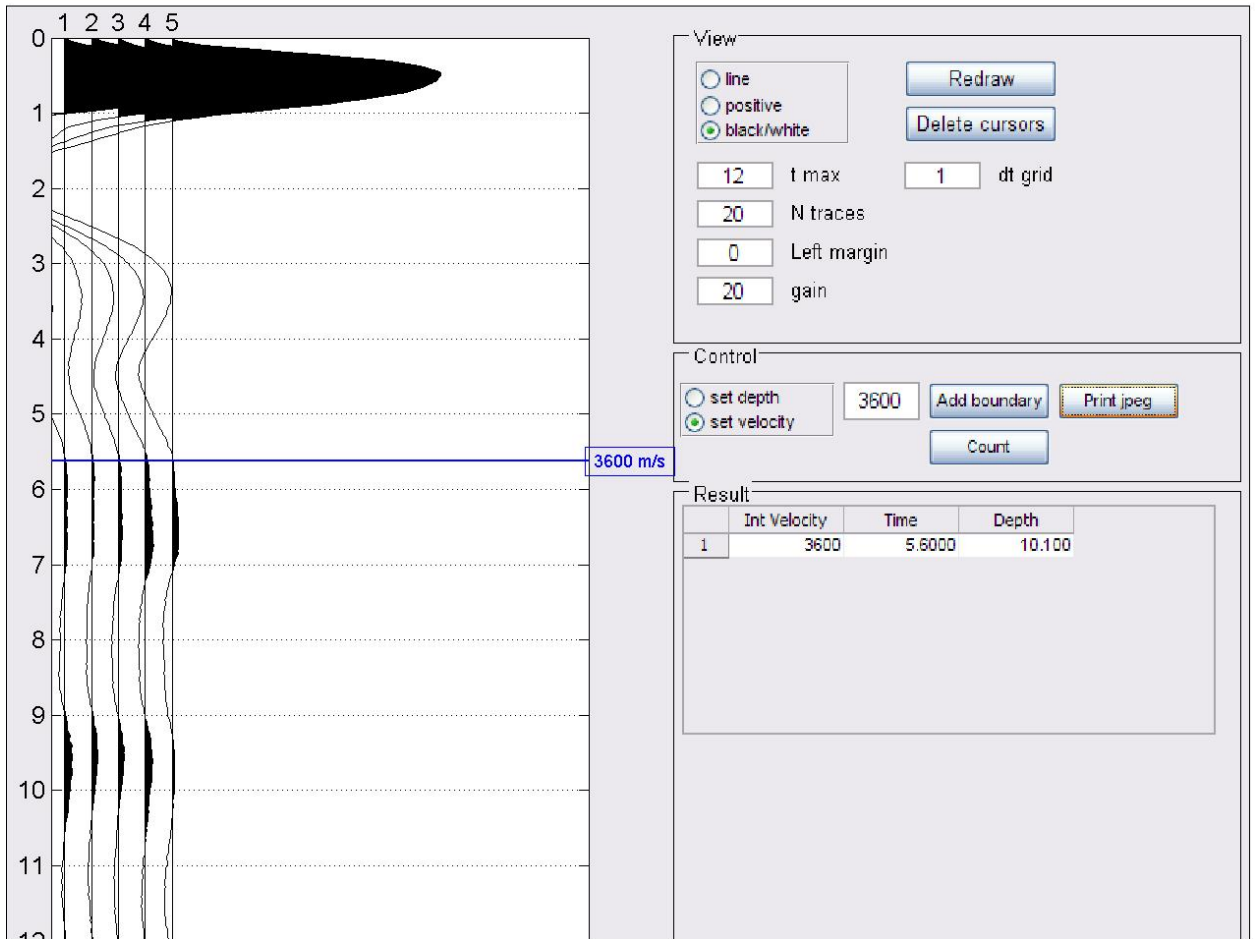 1 2 3 4 5
0
1
2
3
4
5
6
7
8
9
10
11
12
3600 m/s
View
line
positive
black/white
Redraw
Delete cursors
12 t max 1 dt grid
20 N traces
0 Left margin
20 gain
Control
set depth
set velocity
3600
Add boundary
Print jpeg
Count
Result
Int Velocity Time Depth
1 3600 5.6000 10.100